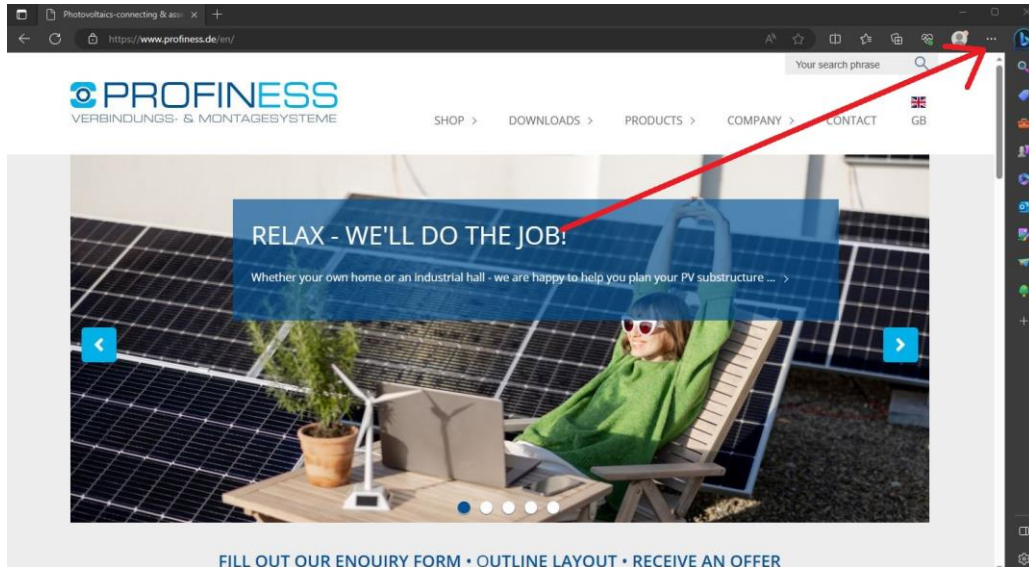 Photovoltaics-connecting & ass
https://www.profiness.de/en/
Your search phrase
PROFINESS
VERBINDUNGS- & MONTAGESYSTEME
SHOP > DOWNLOADS > PRODUCTS > COMPANY > CONTACT GB
RELAX - WE'LL DO THE JOB!
Whether your own home or an industrial hall - we are happy to help you plan your PV substructure ... >
FILL OUT OUR ENQUIRY FORM • OUTLINE LAYOUT • RECEIVE AN OFFER